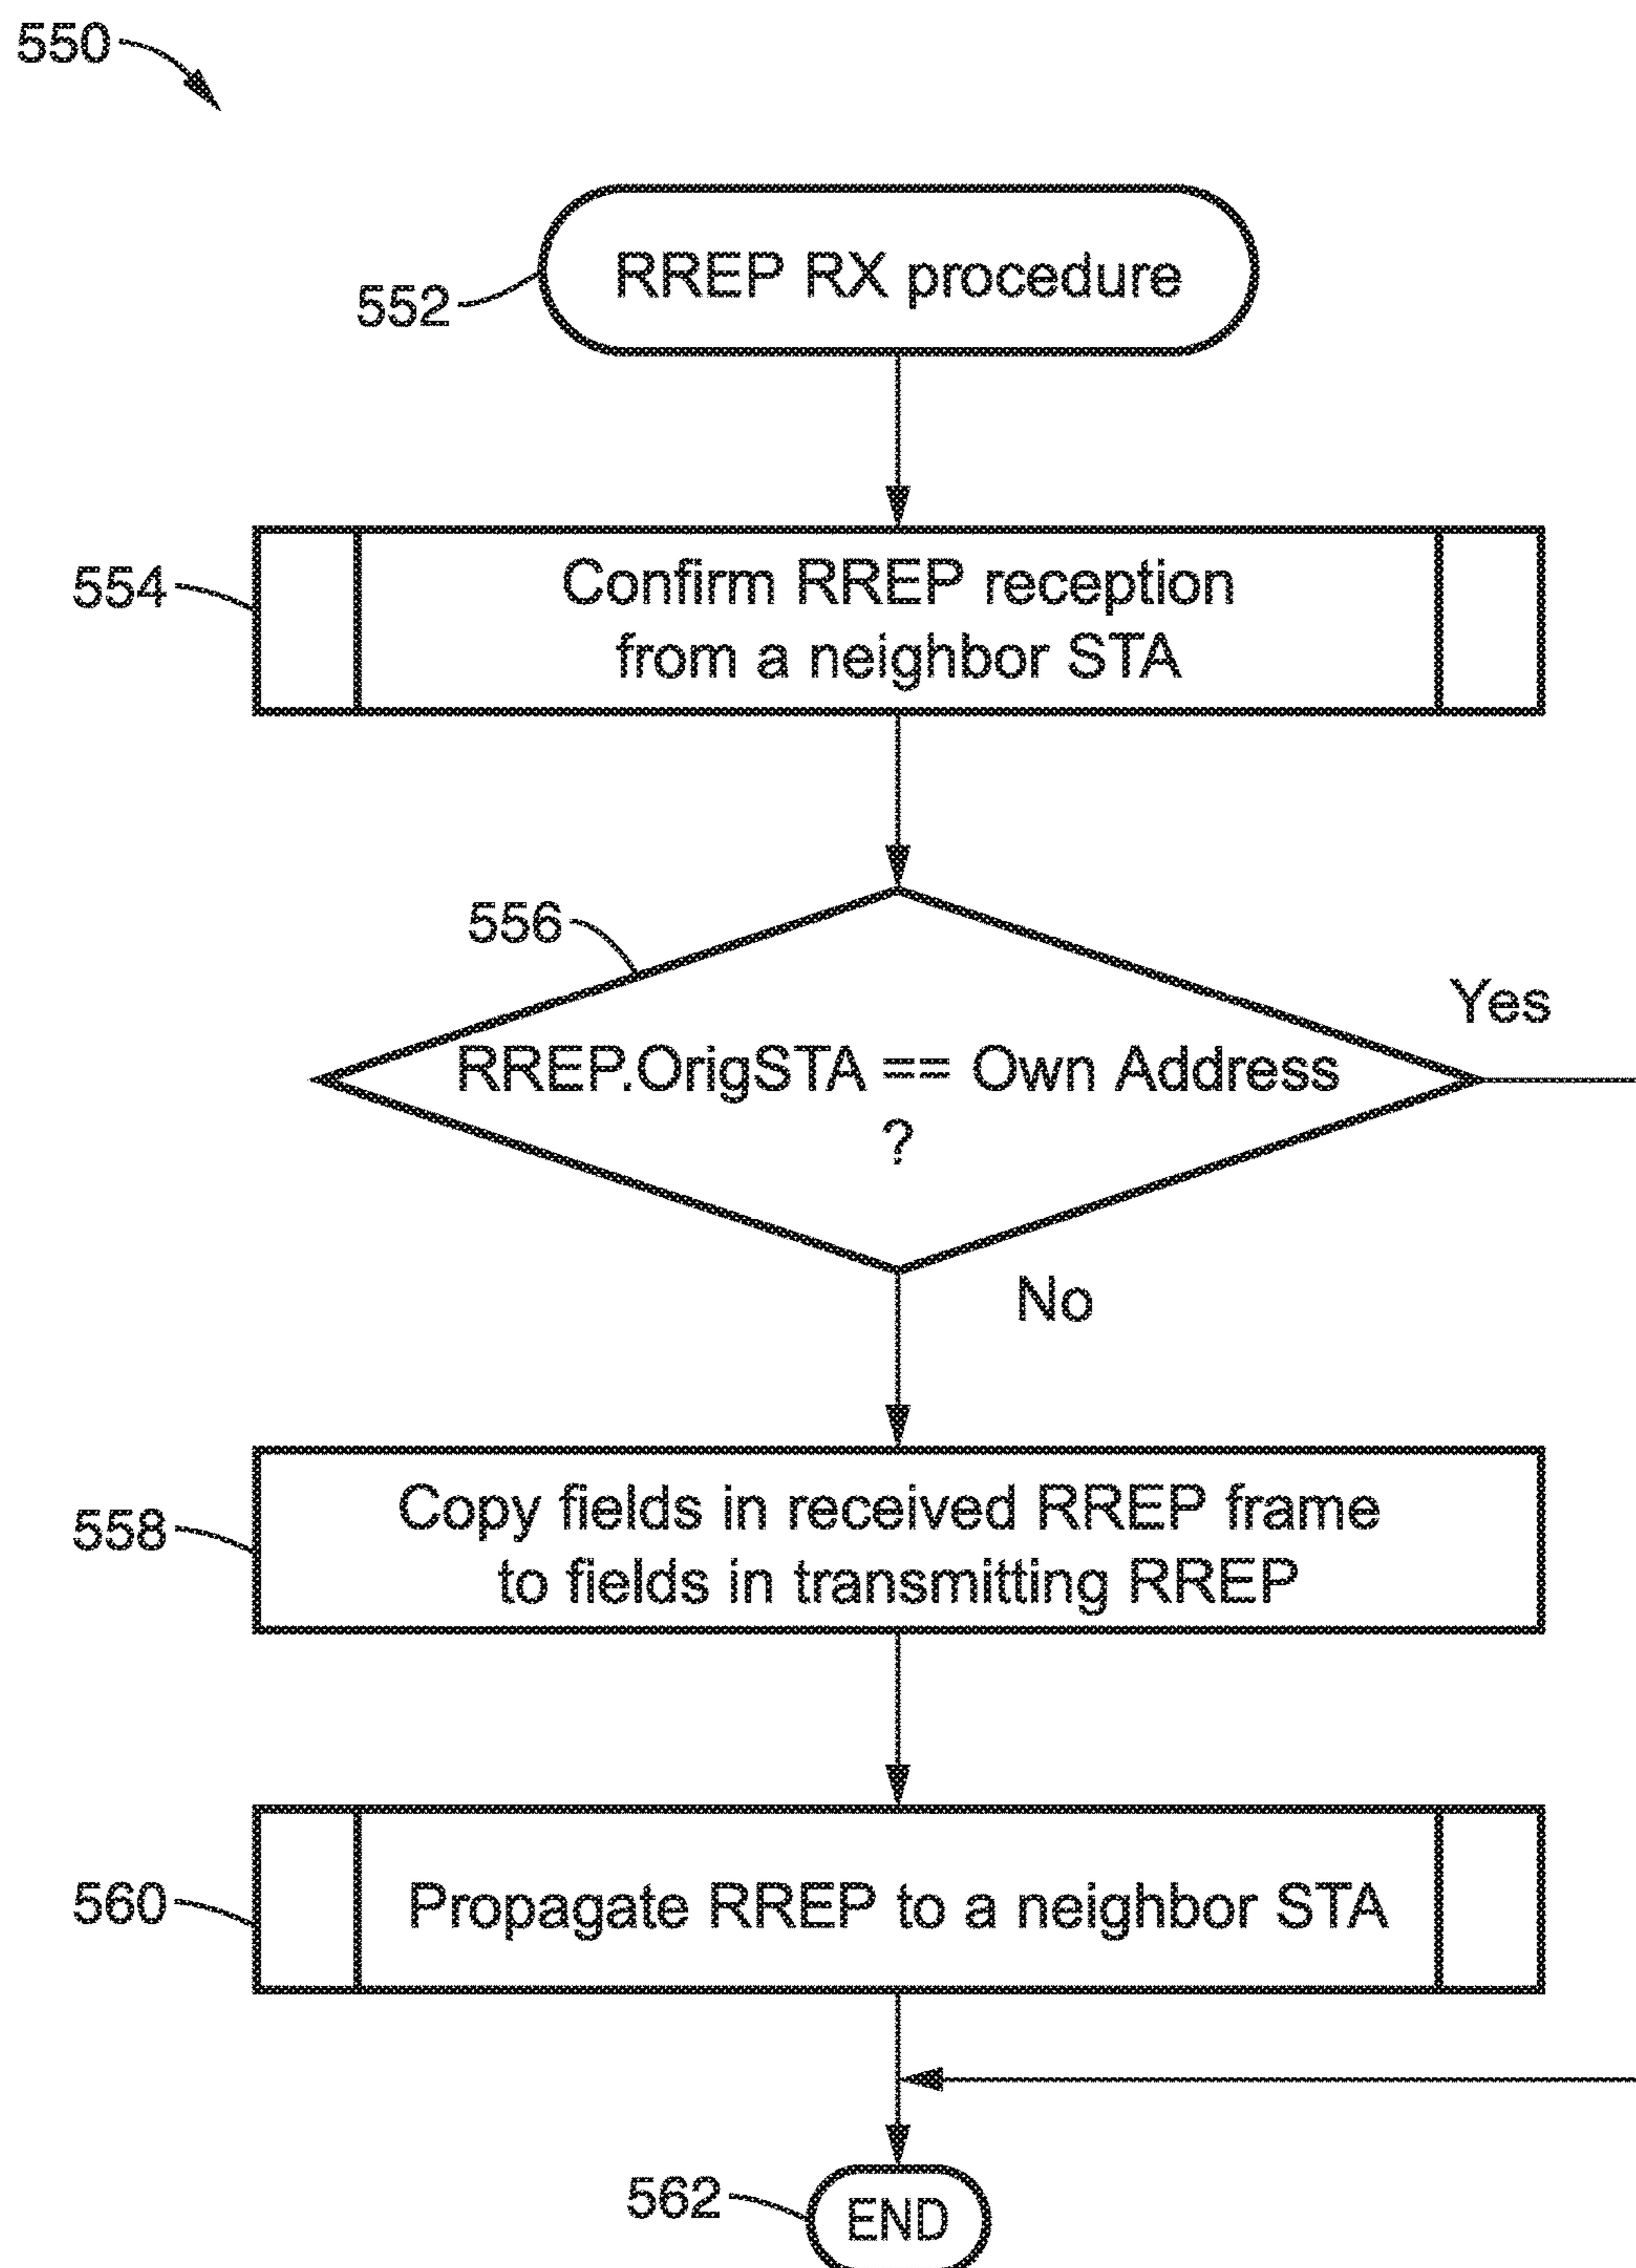 550
RREP RX procedure
552
554
Confirm RREP reception
from a neighbor STA
556
Yes
RREP.OrigSTA == Own Address
?
No
558
Copy fields in received RREP frame
to fields in transmitting RREP
560
Propagate RREP to a neighbor STA
562
END